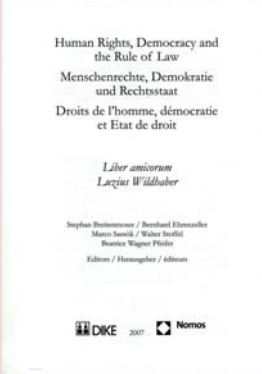 Human Rights, Democracy and
the Rule of Law
Menschenrechte, Demokratie
und Rechtsstaat
Droits de l'homme, démocratie
et Etat de droit
Liber amicorum
Luzius Wildhaber
Stephan Breitenmoser / Bernhard Ehrenzeller
Marco Sassòli / Walter Stoffel
Beatrice Wagner Pfeifer
Editors / Herausgeber / éditeurs
DIKE 2007 Nomos